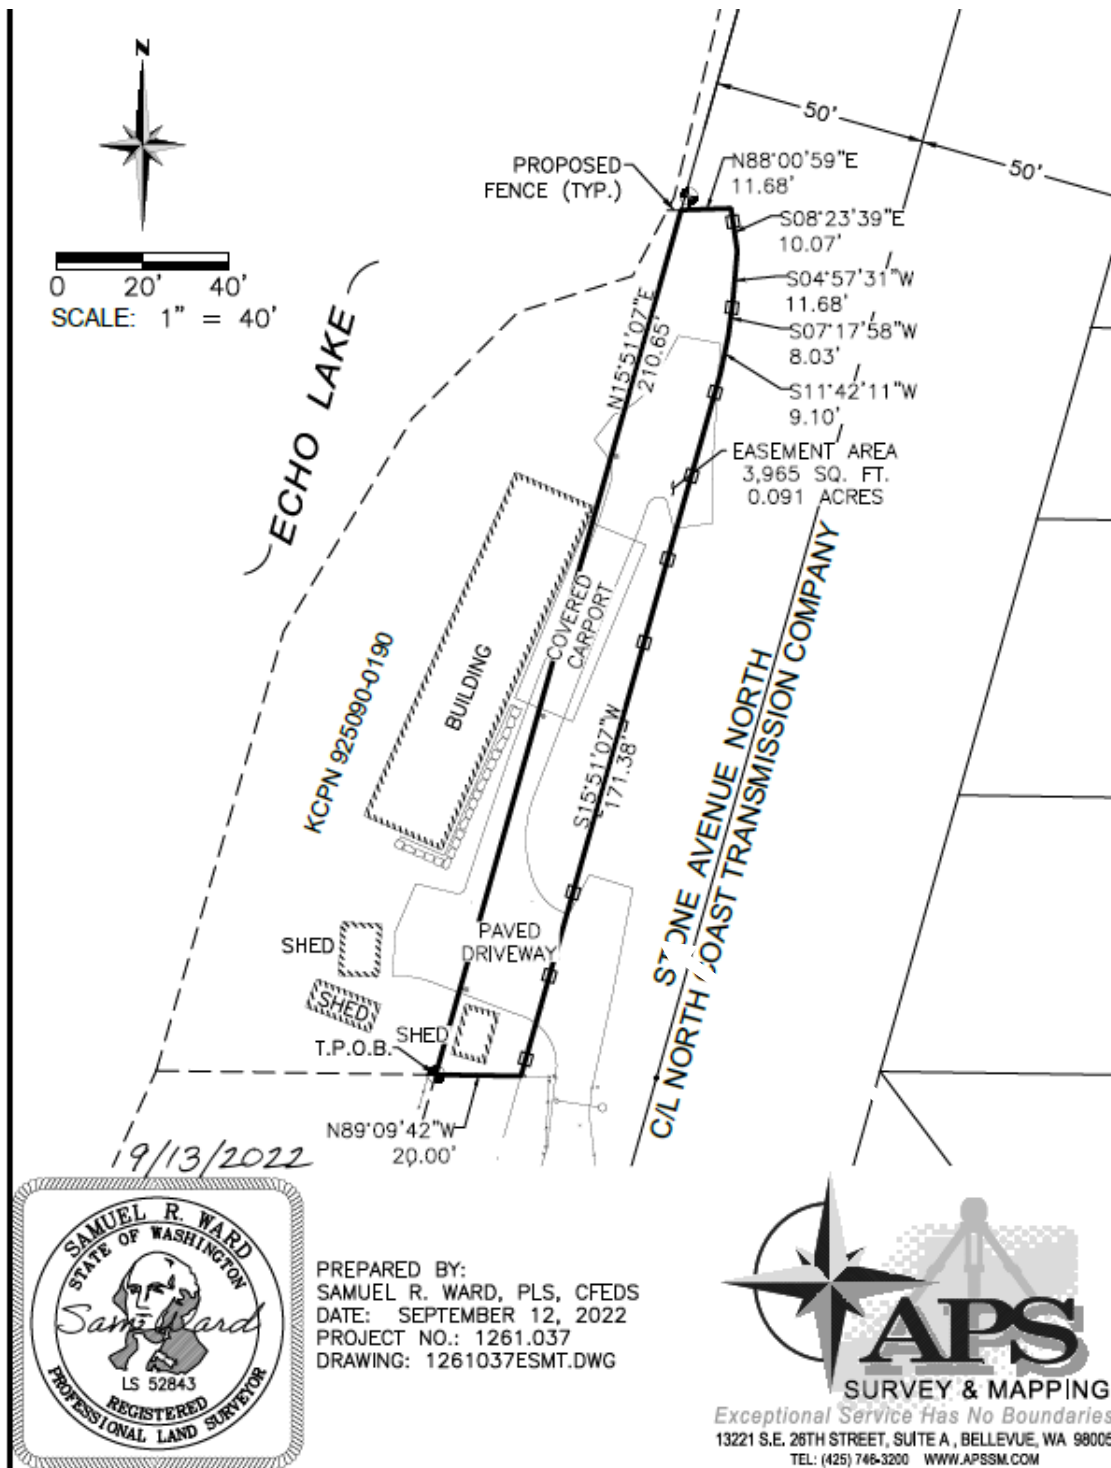 N
50'
50'
PROPOSED
FENCE (TYP.)
N88°00'59"E
11.68'
S08°23'39"E
10.07'
S04°57'31"W
11.68'
S07°17'58"W
8.03'
S11°42'11"W
9.10'
0 20' 40'
SCALE: 1" = 40'
ECHO LAKE
N15°51'07"E
210.65'
EASEMENT AREA
3,965 SQ. FT.
0.091 ACRES
COVERED
CARPORT
BUILDING
KCPN 925090-0190
S15°51'07"W
171.38'
STONE AVENUE NORTH
C/L NORTH COAST TRANSMISSION COMPANY
PAVED
DRIVEWAY
SHED
SHED
SHED
T.P.O.B.
N89°09'42"W
20.00'
9/13/2022
SAMUEL R. WARD
STATE OF WASHINGTON
Sam Ward
LS 52843
REGISTERED
PROFESSIONAL LAND SURVEYOR
PREPARED BY:
SAMUEL R. WARD, PLS, CFEDS
DATE: SEPTEMBER 12, 2022
PROJECT NO.: 1261.037
DRAWING: 1261037ESMT.DWG
APS
SURVEY & MAPPING
Exceptional Service Has No Boundaries
13221 S.E. 26TH STREET, SUITE A, BELLEVUE, WA 98005
TEL: (425) 746-3200 WWW.APSSM.COM